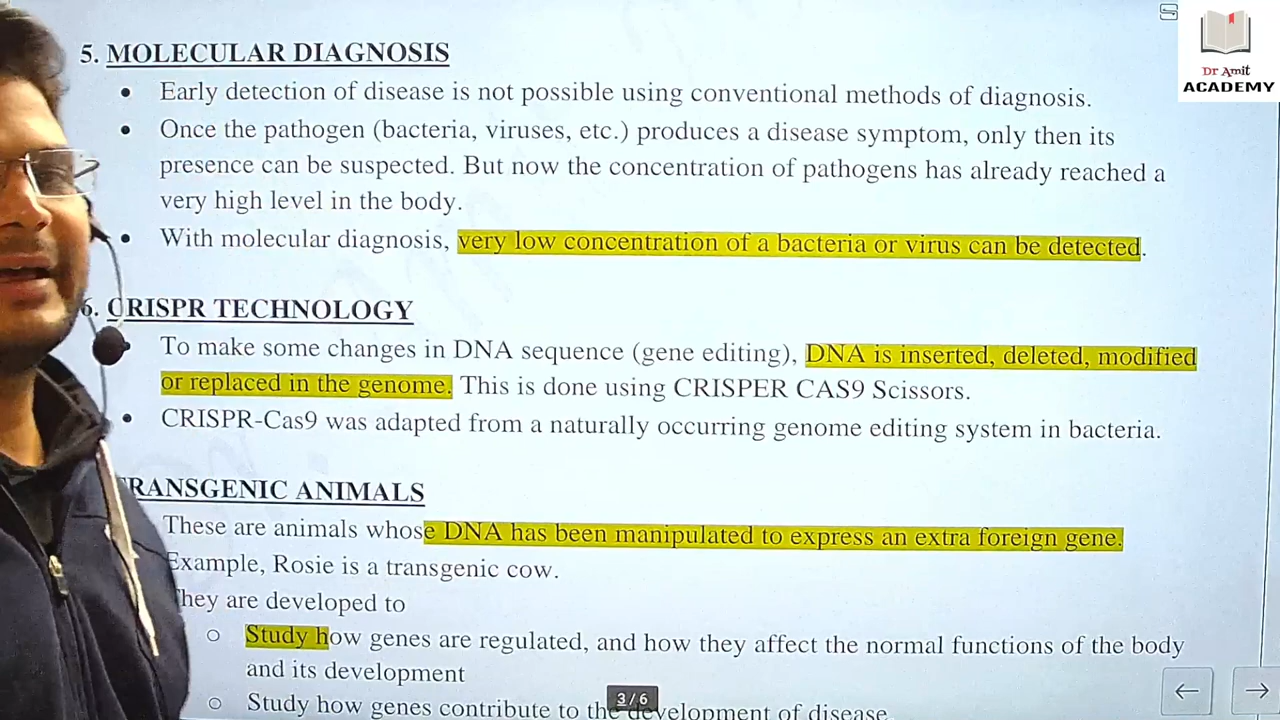 5. MOLECULAR DIAGNOSIS
• Early detection of disease is not possible using conventional methods of diagnosis.
• Once the pathogen (bacteria, viruses, etc.) produces a disease symptom, only then its
presence can be suspected. But now the concentration of pathogens has already reached a
very high level in the body.
• With molecular diagnosis, very low concentration of a bacteria or virus can be detected.
6. CRISPR TECHNOLOGY
To make some changes in DNA sequence (gene editing), DNA is inserted, deleted, modified
or replaced in the genome. This is done using CRISPER CAS9 Scissors.
• CRISPR-Cas9 was adapted from a naturally occurring genome editing system in bacteria.
RANSGENIC ANIMALS
These are animals whose DNA has been manipulated to express an extra foreign gene.
Example, Rosie is a transgenic cow.
They are developed to
○ Study how genes are regulated, and how they affect the normal functions of the body
and its development
○ Study how genes contribute to the development of disease
3/6
Dr Amit
ACADEMY